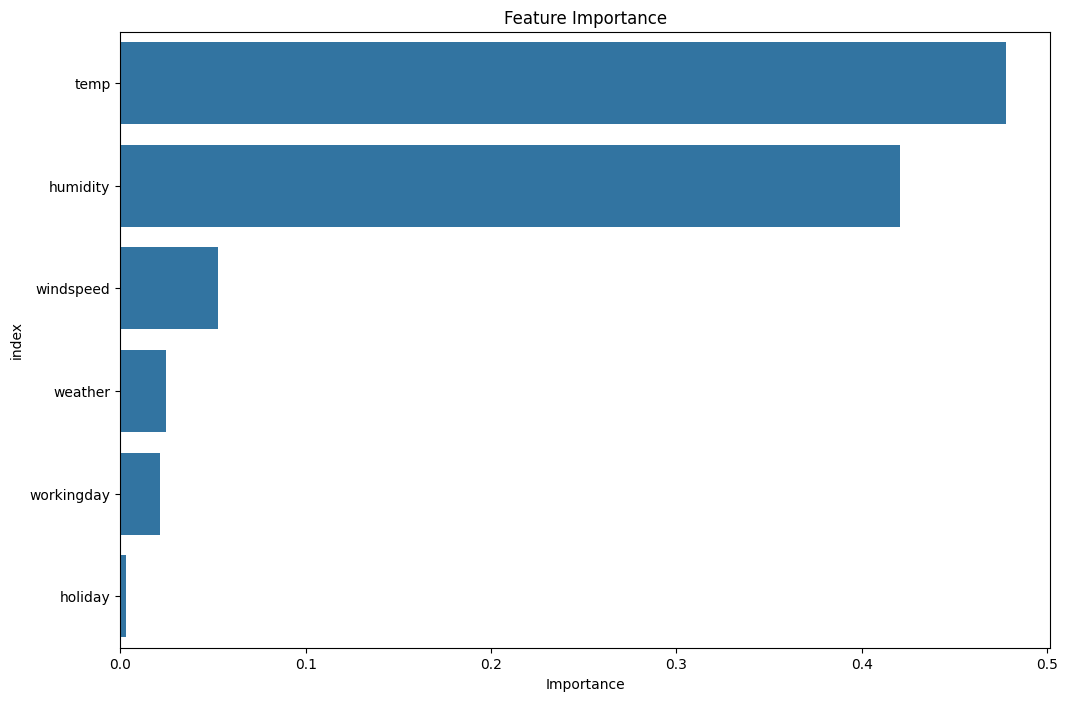 Feature Importance
temp
humidity
windspeed
weather
workingday
holiday
index
0.0 0.1 0.2 0.3 0.4 0.5
Importance